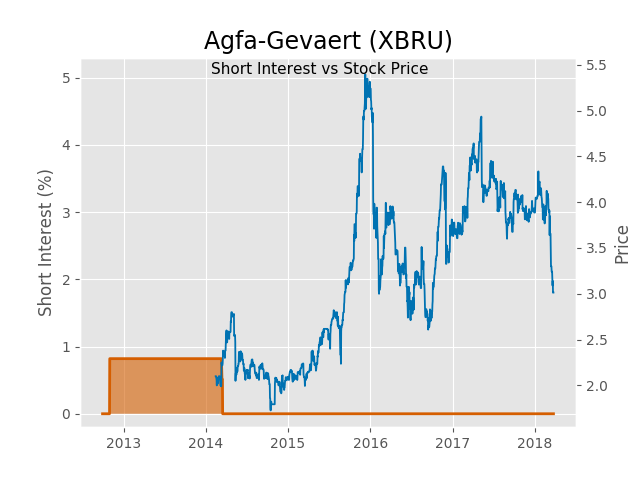 Agfa-Gevaert (XBRU)
Short Interest vs Stock Price
Short Interest (%)
5
4
3
2
1
0
5.5
5.0
4.5
4.0
3.5
3.0
2.5
2.0
Price
2013 2014 2015 2016 2017 2018